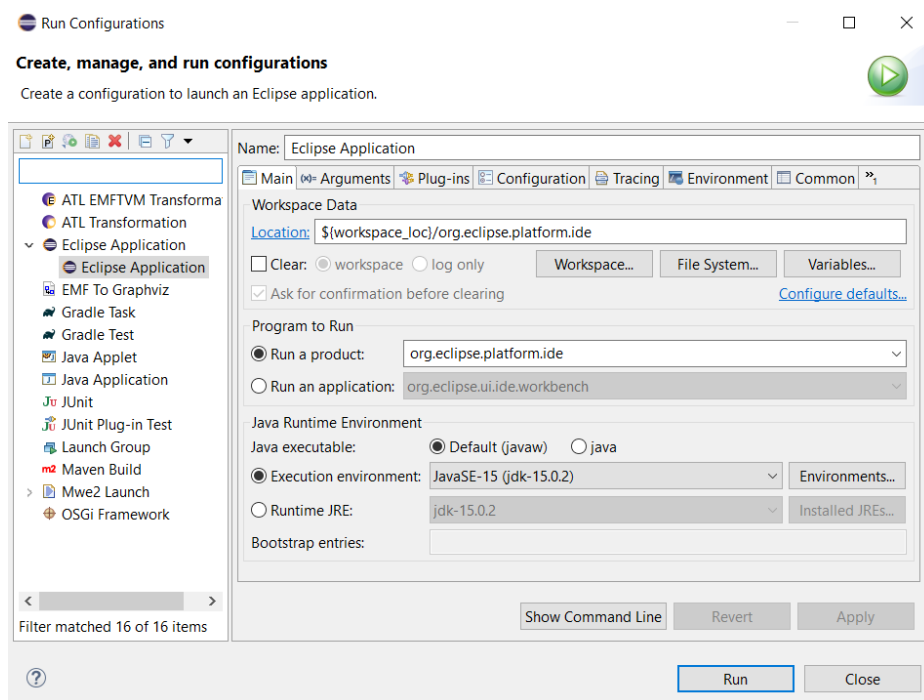 Run Configurations
Create, manage, and run configurations
Create a configuration to launch an Eclipse application.
ATL EMFTVM Transforma
ATL Transformation
Eclipse Application
Eclipse Application
EMF To Graphviz
Gradle Task
Gradle Test
Java Applet
Java Application
Ju JUnit
JUnit Plug-in Test
Launch Group
m2 Maven Build
Mwe2 Launch
OSGi Framework
Filter matched 16 of 16 items
Name: Eclipse Application
Main (x)= Arguments Plug-ins Configuration Tracing Environment Common »1
Workspace Data
Location: ${workspace_loc}/org.eclipse.platform.ide
Clear: workspace log only Workspace... File System... Variables...
Ask for confirmation before clearing Configure defaults...
Program to Run
Run a product: org.eclipse.platform.ide
Run an application: org.eclipse.ui.ide.workbench
Java Runtime Environment
Java executable: Default (javaw) java
Execution environment: JavaSE-15 (jdk-15.0.2) Environments...
Runtime JRE: jdk-15.0.2 Installed JREs...
Bootstrap entries:
Show Command Line Revert Apply
? Run Close